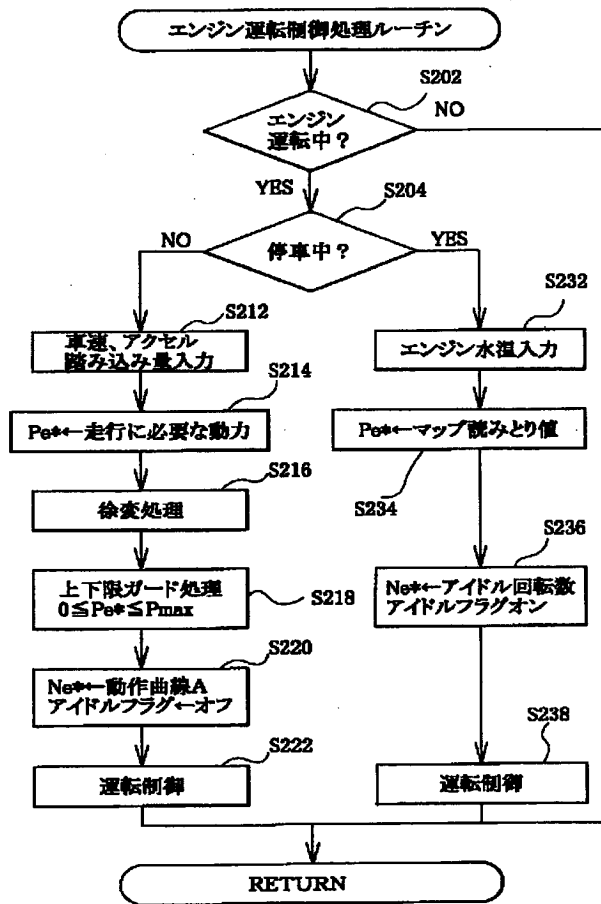 エンジン運転制御処理ルーチン
S202
エンジン
運転中？
NO
YES
S204
停車中？
NO
YES
S212
車速、アクセル
踏み込み量入力
S214
Pe*←走行に必要な動力
S216
徐変処理
S218
上下限ガード処理
0≦Pe*≦Pmax
S220
Ne*←動作曲線A
アイドルフラグ←オフ
S222
運転制御
S232
エンジン水温入力
Pe*←マップ読みとり値
S234
S236
Ne*←アイドル回転数
アイドルフラグオン
S238
運転制御
RETURN